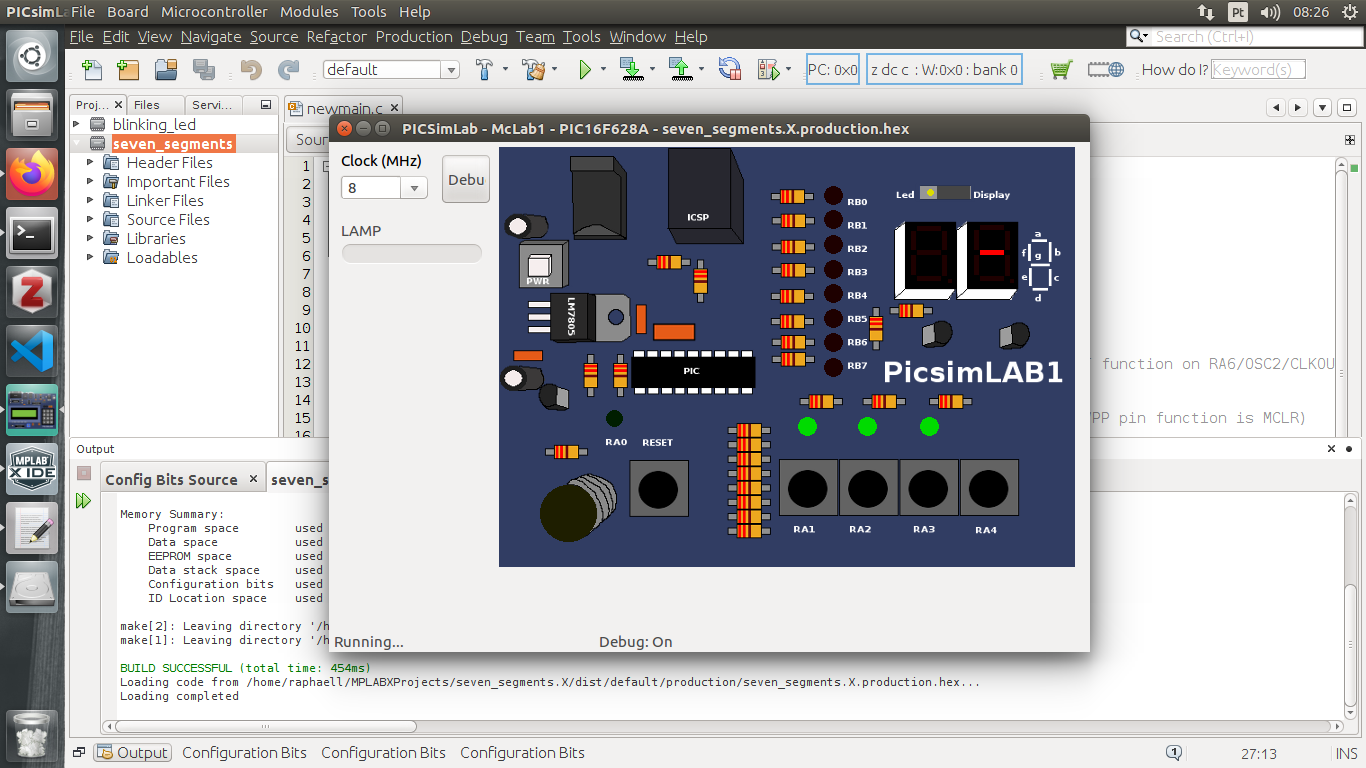 PICsimLa File Board Microcontroller Modules Tools Help Pt 08:26
File Edit View Navigate Source Refactor Production Debug Team Tools Window Help Search (Ctrl+I)
default PC: 0x0 z dc c : W:0x0 : bank 0 How do I? Keyword(s)
Proj... Files Servi...
newmain.c
blinking_led
seven_segments
Header Files
Important Files
Linker Files
Source Files
Libraries
Loadables
Sour
1
2
3
4
5
6
7
8
9
10
11
12
13
14
15
16
function on RA6/OSC2/CLKOU
PP pin function is MCLR)
PICSimLab - McLab1 - PIC16F628A - seven_segments.X.production.hex
Clock (MHz)
8
Debu
LAMP
ICSP
PWR
LM7805
PIC
RB0
RB1
RB2
RB3
RB4
RB5
RB6
RB7
Led Display
a
f b
g
e c
d
PicsimLAB1
RA0 RESET
RA1 RA2 RA3 RA4
Running... Debug: On
Output
Config Bits Source seven_s
Memory Summary:
Program space used
Data space used
EEPROM space used
Data stack space used
Configuration bits used
ID Location space used
make[2]: Leaving directory '/h
make[1]: Leaving directory '/h
BUILD SUCCESSFUL (total time: 454ms)
Loading code from /home/raphaell/MPLABXProjects/seven_segments.X/dist/default/production/seven_segments.X.production.hex...
Loading completed
Output Configuration Bits Configuration Bits Configuration Bits 1 27:13 INS
MPLAB
X IDE